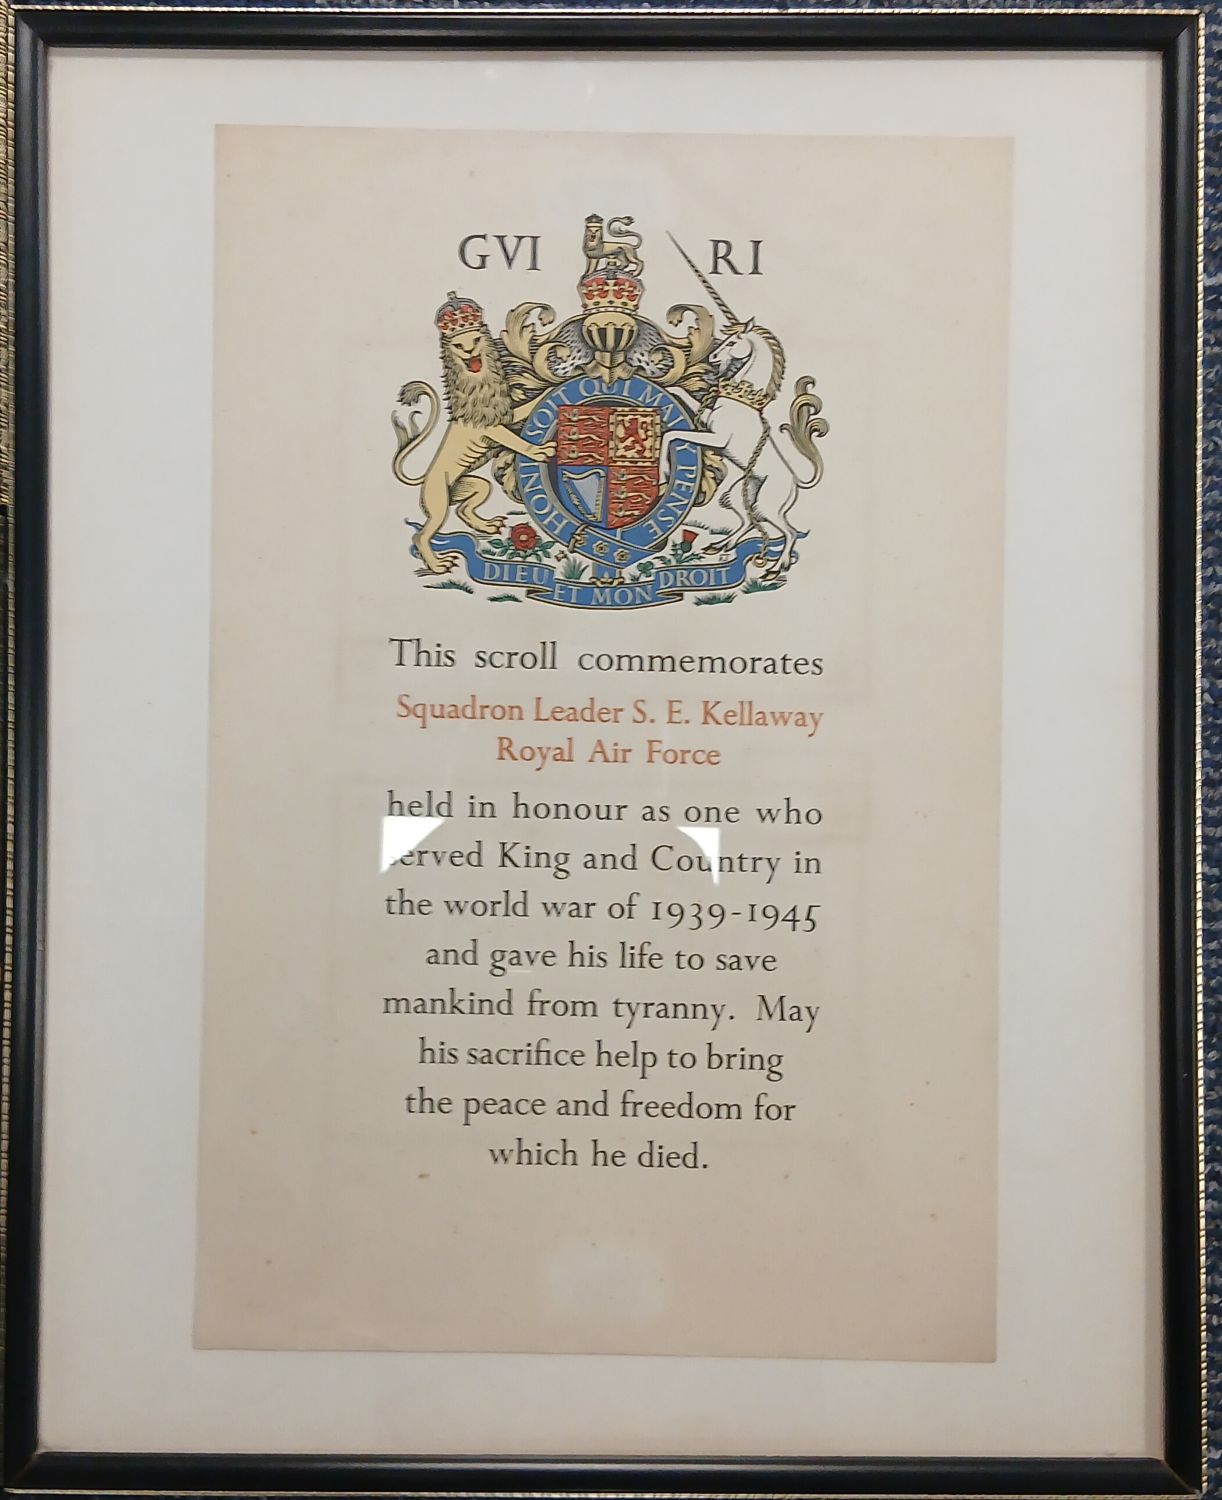 GVI RI
HONI SOIT QUI MAL Y PENSE
DIEU ET MON DROIT
This scroll commemorates
Squadron Leader S. E. Kellaway
Royal Air Force
held in honour as one who
served King and Country in
the world war of 1939-1945
and gave his life to save
mankind from tyranny. May
his sacrifice help to bring
the peace and freedom for
which he died.